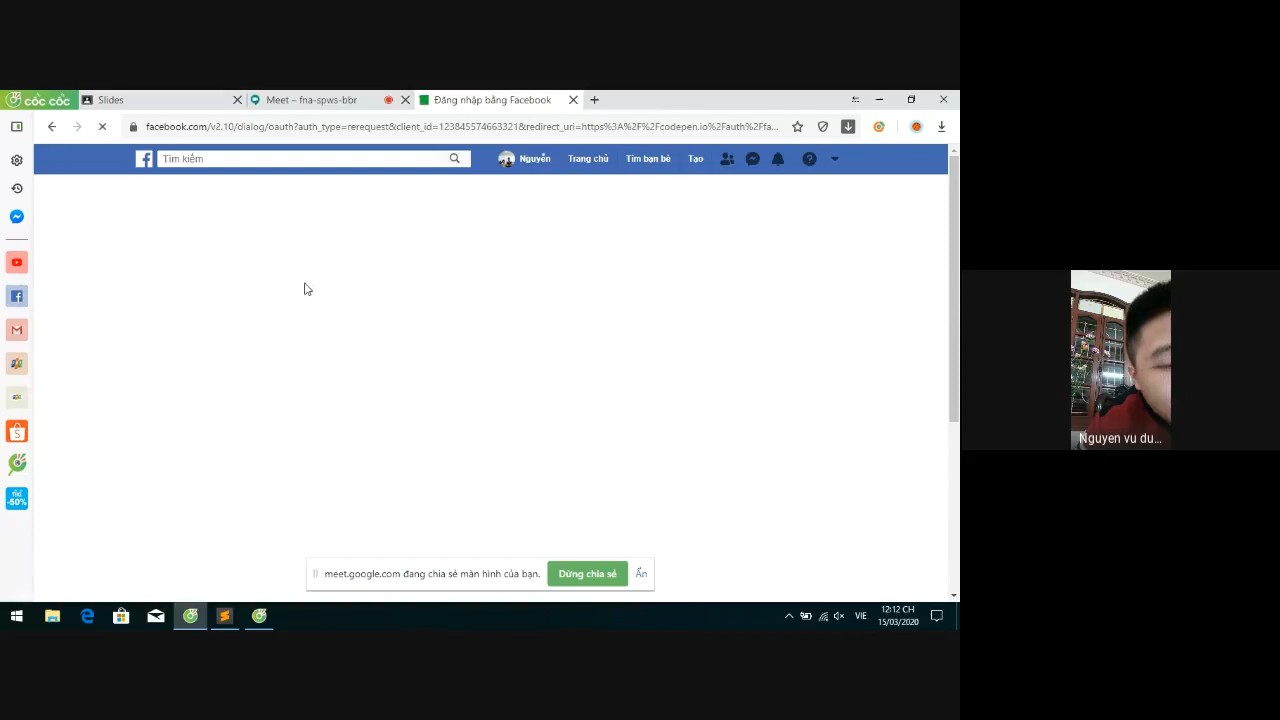 cốc cốc
Slides
Meet – fna-spws-bbr
Đăng nhập bằng Facebook
facebook.com/v2.10/dialog/oauth?auth_type=rerequest&client_id=123845574663321&redirect_uri=https%3A%2F%2Fcodepen.io%2Fauth%2Ffa...
Tìm kiếm
Nguyễn
Trang chủ
Tìm bạn bè
Tạo
TIKI
-50%
meet.google.com đang chia sẻ màn hình của bạn.
Dừng chia sẻ
Ẩn
VIE
12:12 CH
15/03/2020
Nguyen vu du...